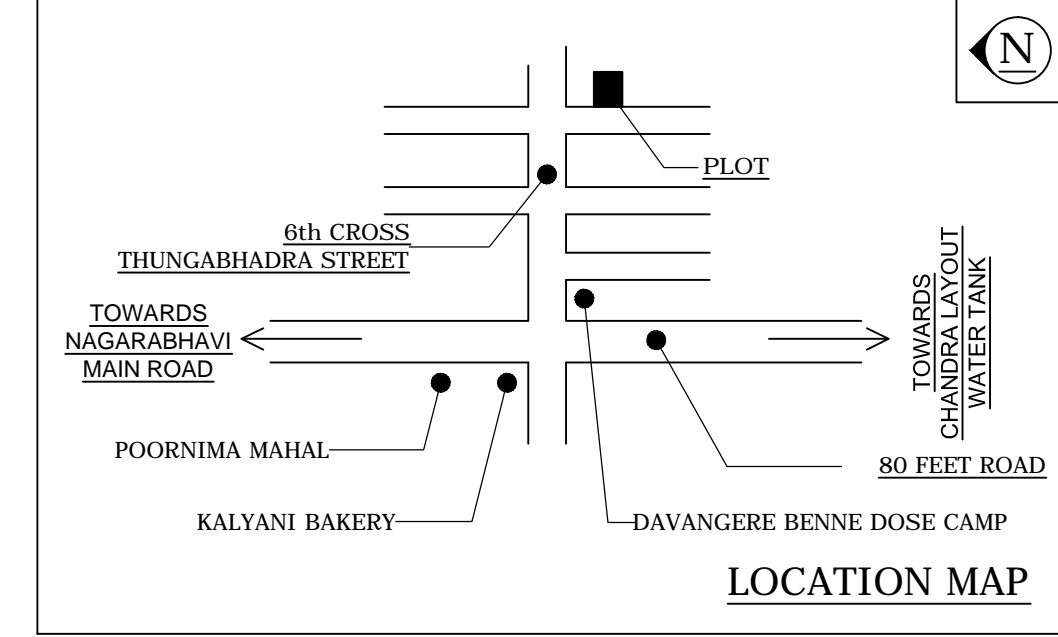 N
PLOT
6th CROSS
THUNGABHADRA STREET
TOWARDS
NAGARABHAVI
MAIN ROAD
TOWARDS
CHANDRA LAYOUT
WATER TANK
POORNIMA MAHAL
80 FEET ROAD
KALYANI BAKERY
DAVANGERE BENNE DOSE CAMP
LOCATION MAP